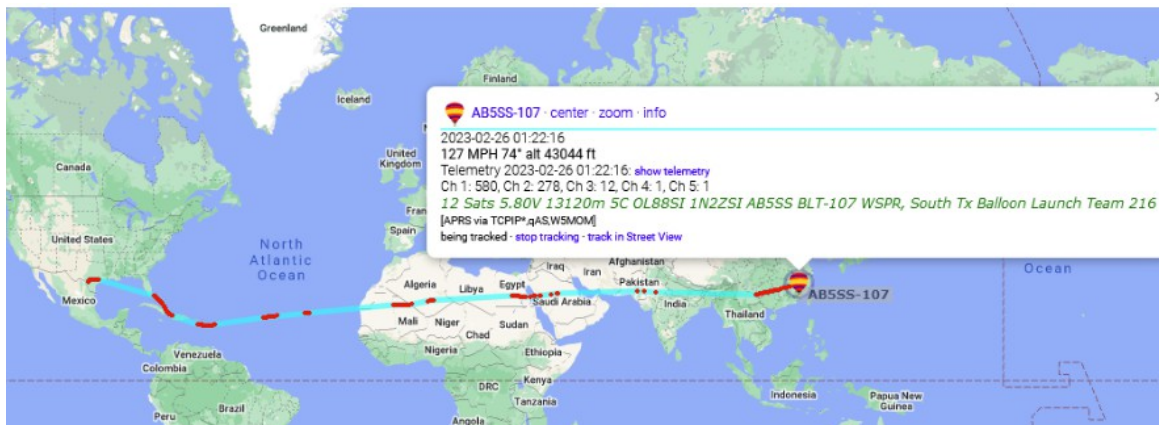 Greenland
Finland
Iceland
AB5SS-107 · center · zoom · info
2023-02-26 01:22:16
127 MPH 74° alt 43044 ft
Telemetry 2023-02-26 01:22:16: show telemetry
Ch 1: 580, Ch 2: 278, Ch 3: 12, Ch 4: 1, Ch 5: 1
12 Sats 5.80V 13120m 5C OL88SI 1N2ZSI AB5SS BLT-107 WSPR, South Tx Balloon Launch Team 216
[APRS via TCPIP*,qAS,W5MOM]
being tracked · stop tracking · track in Street View
Canada
United
Kingdom
Spain
United States
North
Atlantic
Ocean
Mexico
Algeria
Libya
Egypt
Iraq
Iran
Afghanistan
Pakistan
Saudi Arabia
India
Thailand
AB5SS-107
Ocean
Mali
Niger
Chad
Sudan
Nigeria
Ethiopia
Venezuela
Colombia
DRC
Kenya
Tanzania
Angola
Peru
Brazil
Indonesia
Papua New
Guinea